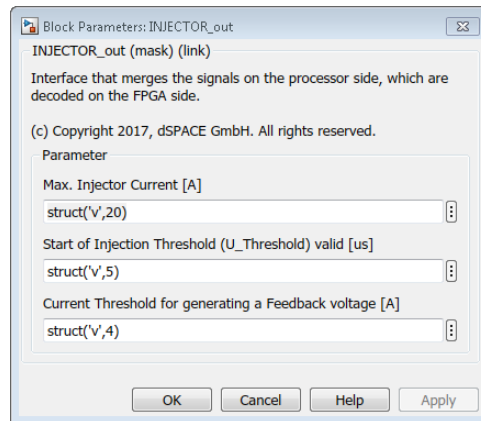 Block Parameters: INJECTOR_out
INJECTOR_out (mask) (link)
Interface that merges the signals on the processor side, which are
decoded on the FPGA side.
(c) Copyright 2017, dSPACE GmbH. All rights reserved.
Parameter
Max. Injector Current [A]
struct('v',20)
Start of Injection Threshold (U_Threshold) valid [us]
struct('v',5)
Current Threshold for generating a Feedback voltage [A]
struct('v',4)
OK Cancel Help Apply